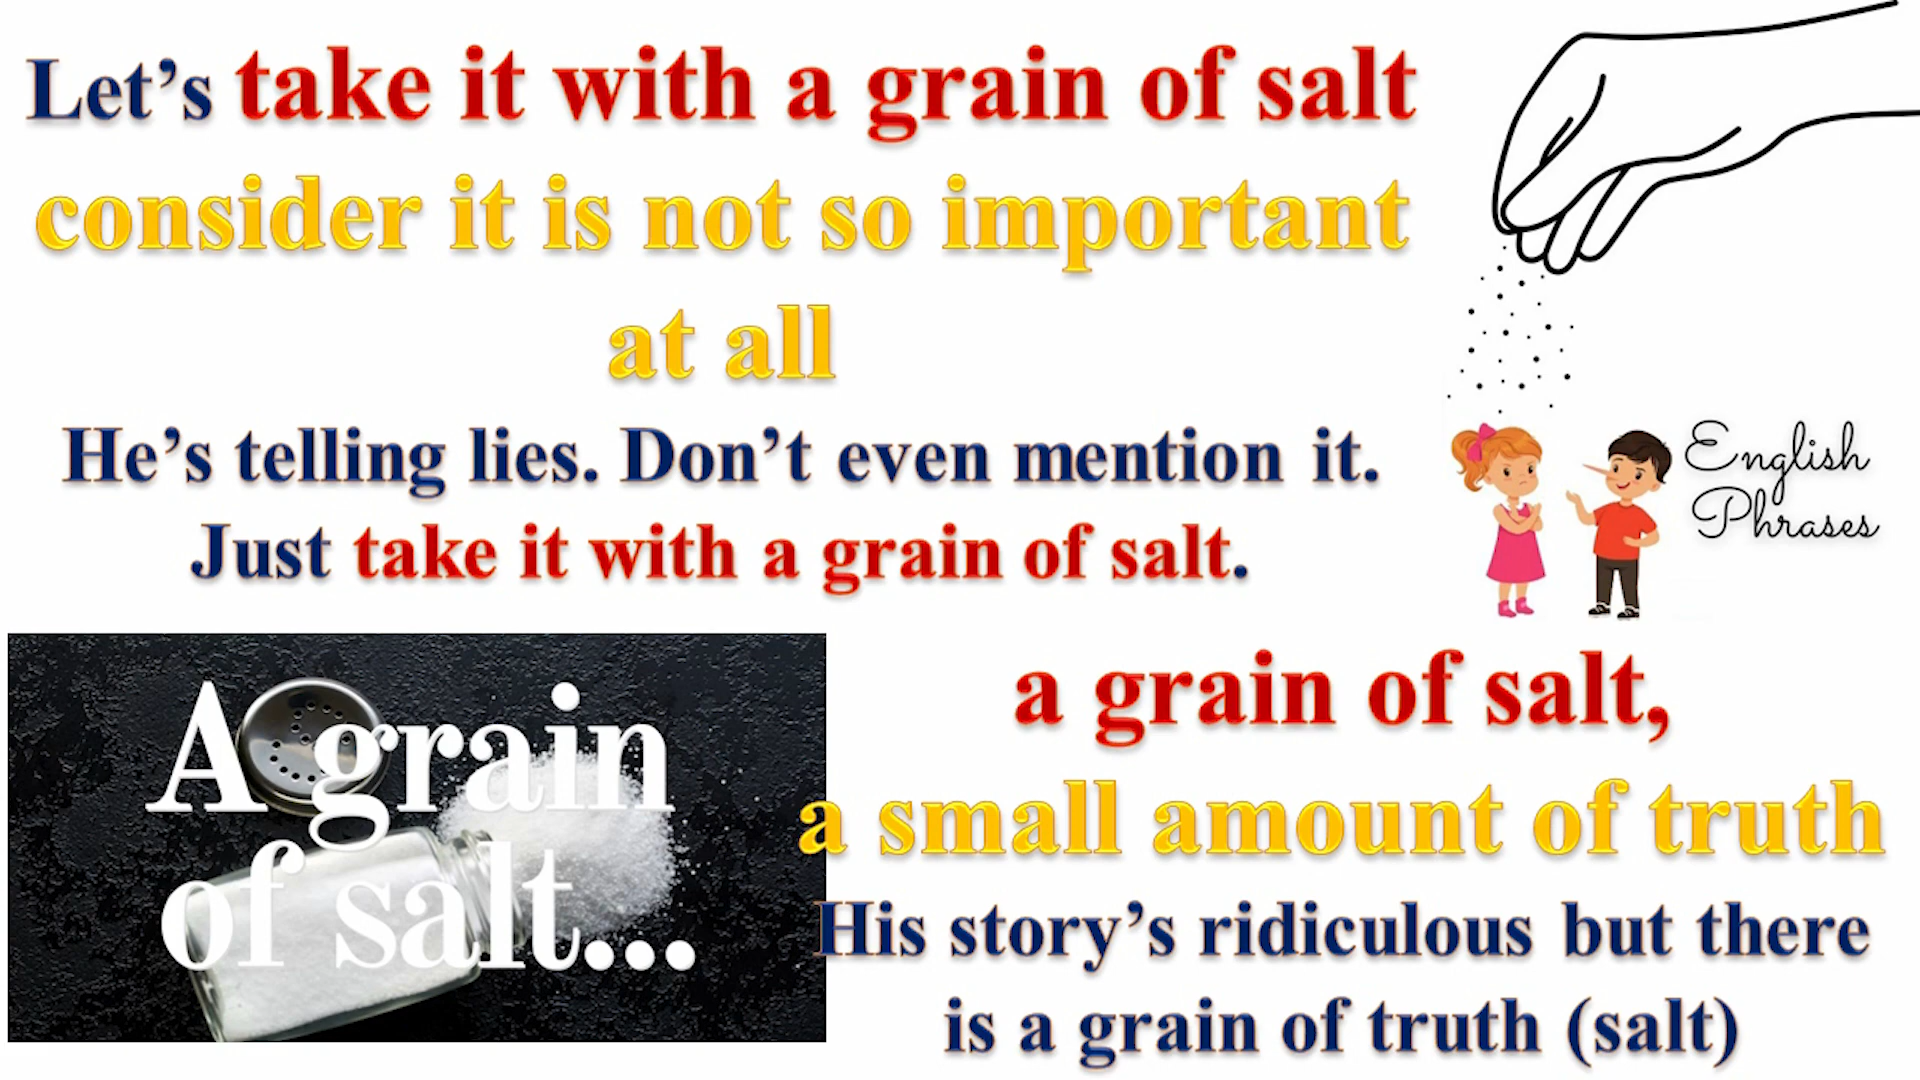 Let’s take it with a grain of salt
consider it is not so important
at all
He’s telling lies. Don’t even mention it.
Just take it with a grain of salt.
English
Phrases
A grain
of salt...
a grain of salt,
a small amount of truth
His story’s ridiculous but there
is a grain of truth (salt)